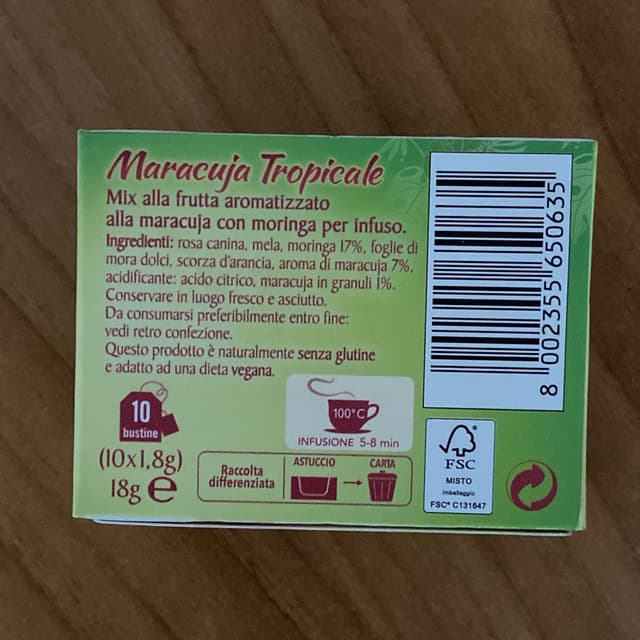 Maracuja Tropicale
Mix alla frutta aromatizzato
alla maracuja con moringa per infuso.
Ingredienti: rosa canina, mela, moringa 17%, foglie di
mora dolci, scorza d'arancia, aroma di maracuja 7%,
acidificante: acido citrico, maracuja in granuli 1%.
Conservare in luogo fresco e asciutto.
Da consumarsi preferibilmente entro fine:
vedi retro confezione.
Questo prodotto è naturalmente senza glutine
e adatto ad una dieta vegana.
10
bustine
(10x1,8g)
18g e
100°C
INFUSIONE 5-8 min
Raccolta
differenziata
ASTUCCIO
CARTA
8 002355 650635
FSC
MISTO
Imballaggio
FSC® C131647